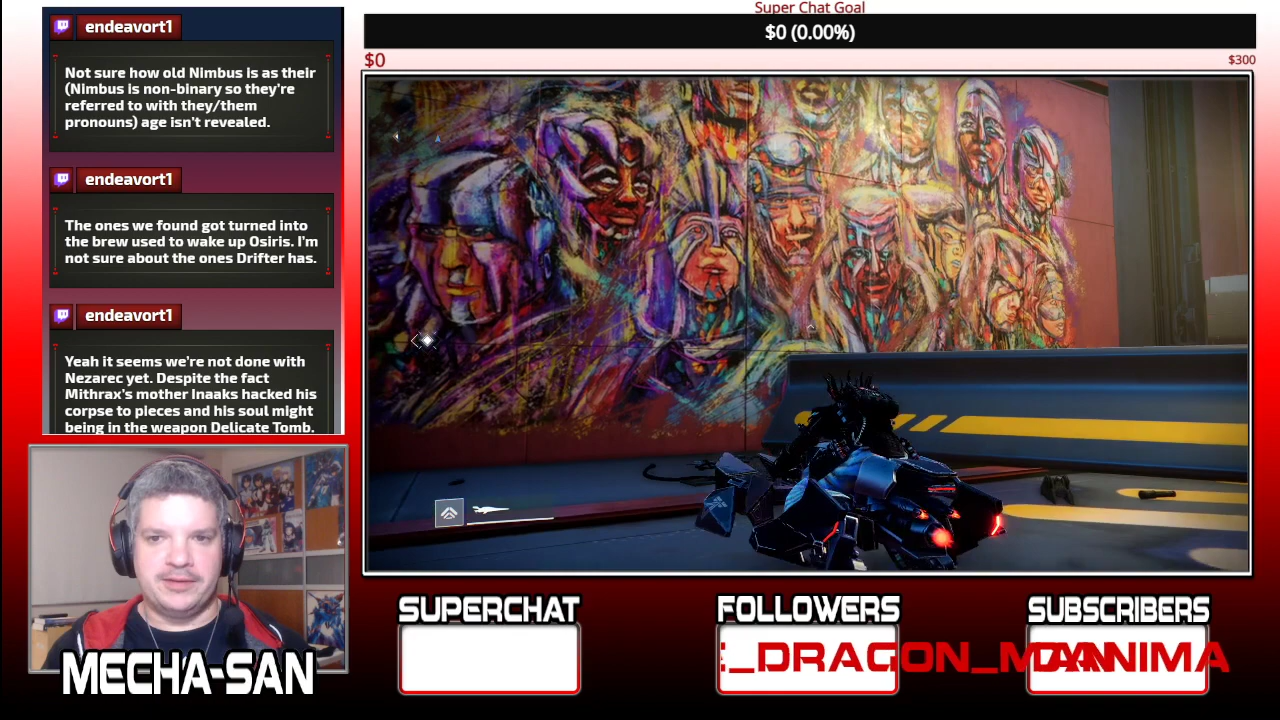 Super Chat Goal
$0 (0.00%)
$0
$300
endeavort1
Not sure how old Nimbus is as their
(Nimbus is non-binary so they're
referred to with they/them
pronouns) age isn't revealed.
endeavort1
The ones we found got turned into
the brew used to wake up Osiris. I'm
not sure about the ones Drifter has.
endeavort1
Yeah it seems we're not done with
Nezarec yet. Despite the fact
Mithrax's mother Inaaks hacked his
corpse to pieces and his soul might
being in the weapon Delicate Tomb.
MECHA-SAN
SUPERCHAT
FOLLOWERS
SUBSCRIBERS
_DRAGON_